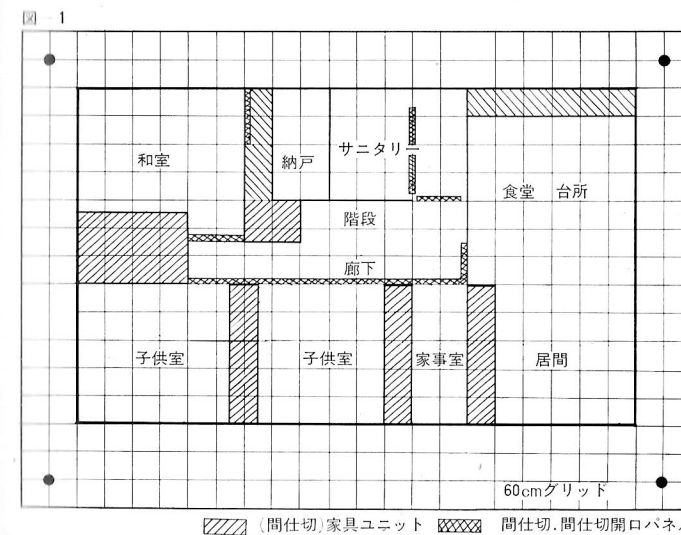 図－1
和室
納戸
サニタリー
食堂 台所
階段
廊下
子供室
子供室
家事室
居間
60cmグリッド
(間仕切)家具ユニット
間仕切.間仕切開口パネル